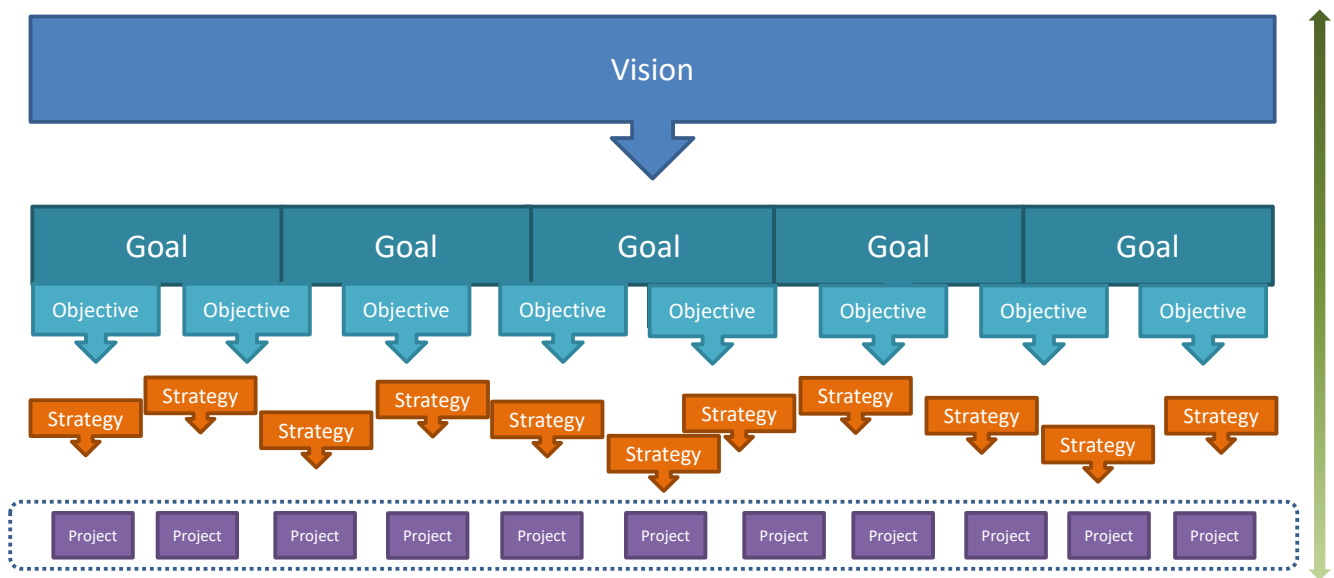 Vision
Goal Goal Goal Goal Goal
Objective Objective Objective Objective Objective Objective Objective Objective
Strategy Strategy Strategy Strategy Strategy Strategy Strategy Strategy Strategy Strategy Strategy
Project Project Project Project Project Project Project Project Project Project Project